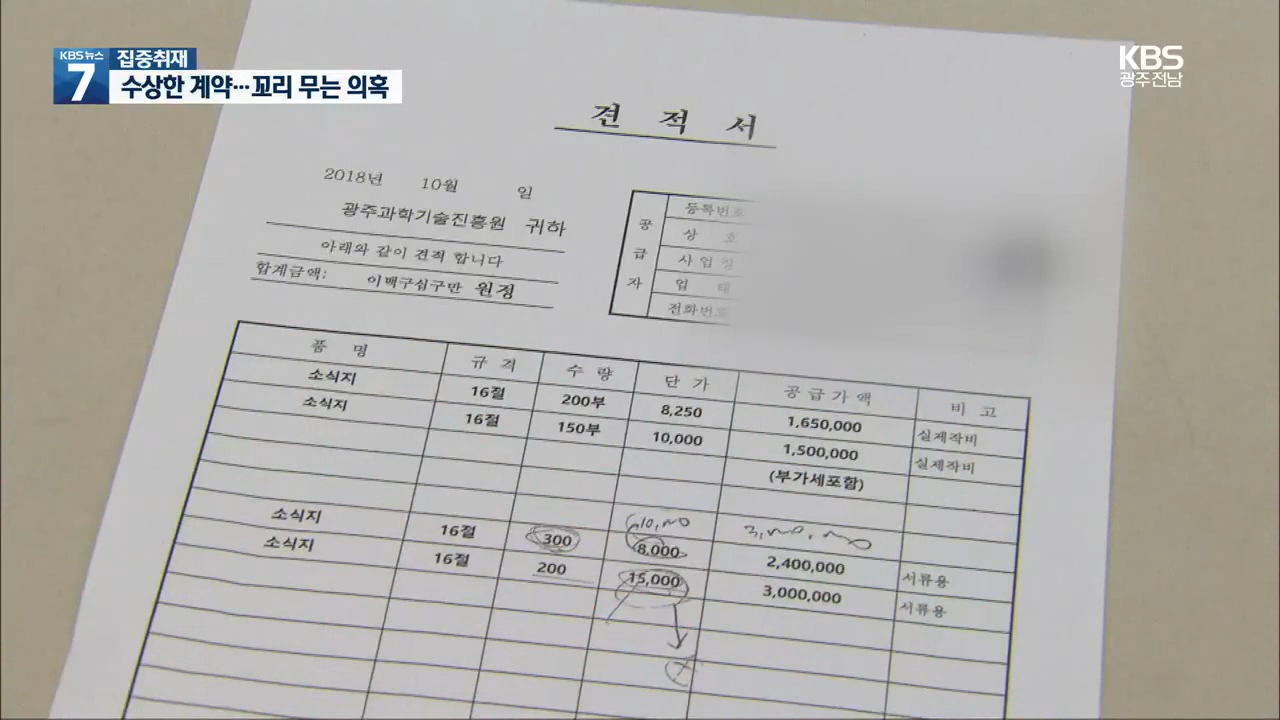 KBS 뉴스
7
집중취재
수상한 계약…꼬리 무는 의혹
KBS
광주전남
견 적 서
2018년 10월 일
광주과학기술진흥원 귀하
아래와 같이 견적 합니다
합계금액: 이백구십구만 원정
공급자
등록번호
상 호
사업장
업 태
전화번호
품 명 규 격 수 량 단 가 공급가액 비 고
소식지 16절 200부 8,250 1,650,000 실제작비
소식지 16절 150부 10,000 1,500,000 실제작비
(부가세포함)
소식지 16절 300 8,000 2,400,000 서류용
소식지 16절 200 15,000 3,000,000 서류용